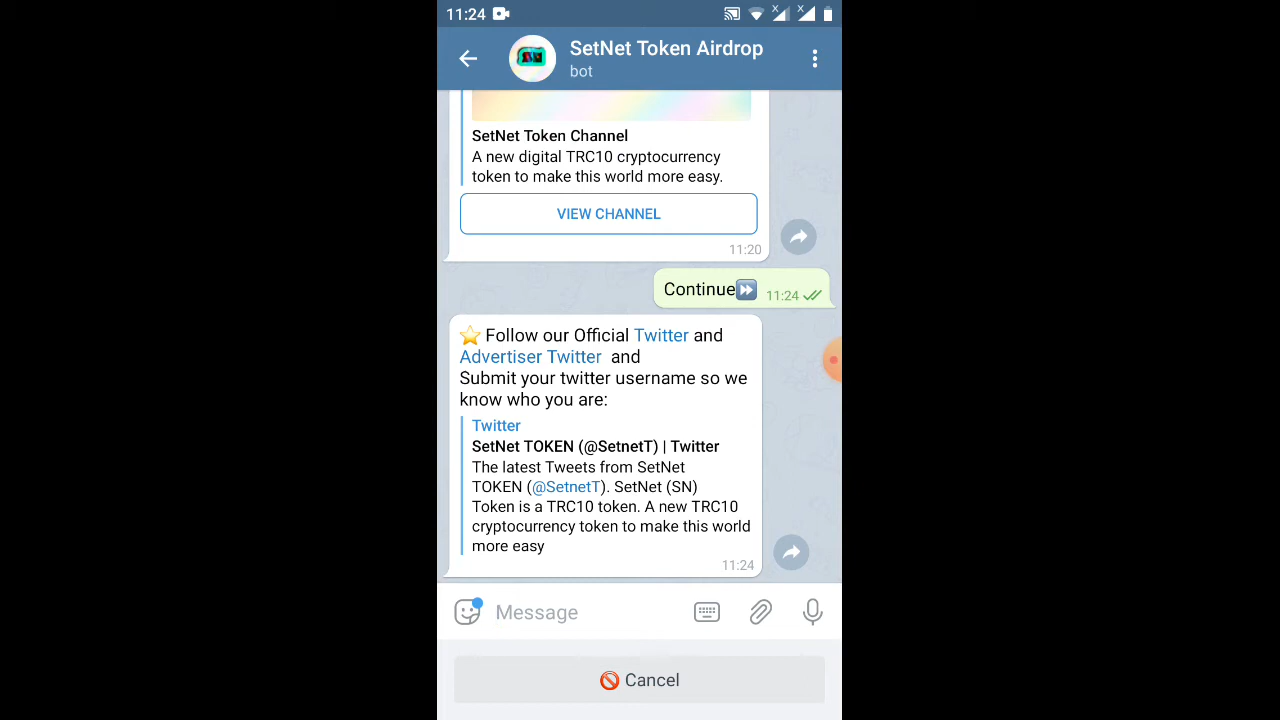 11:24
SetNet Token Airdrop
bot
SetNet Token Channel
A new digital TRC10 cryptocurrency
token to make this world more easy.
VIEW CHANNEL
11:20
Continue⏩ 11:24
⭐ Follow our Official Twitter and
Advertiser Twitter and
Submit your twitter username so we
know who you are:
Twitter
SetNet TOKEN (@SetnetT) | Twitter
The latest Tweets from SetNet
TOKEN (@SetnetT). SetNet (SN)
Token is a TRC10 token. A new TRC10
cryptocurrency token to make this world
more easy
11:24
Message
🚫 Cancel